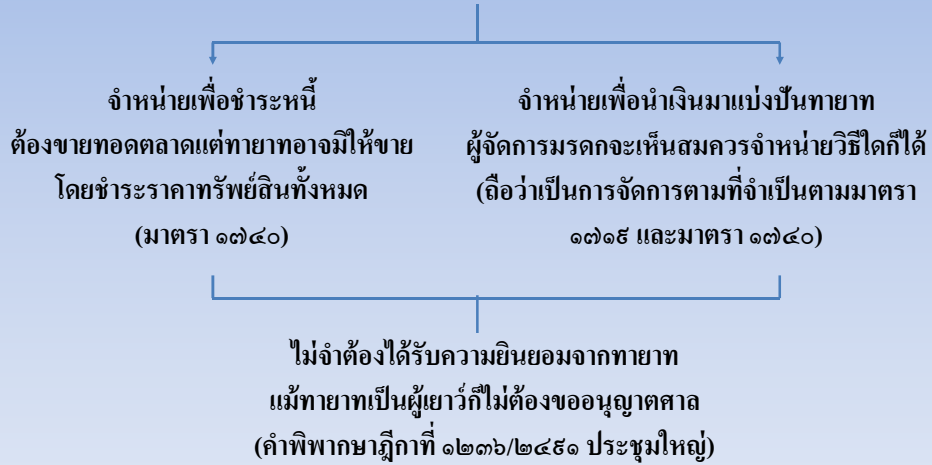 จำหน่ายเพื่อชำระหนี้
ต้องขายทอดตลาดแต่ทายาทอาจมิให้ขาย
โดยชำระราคาทรัพย์สินทั้งหมด
(มาตรา ๑๗๔๐)
จำหน่ายเพื่อนำเงินมาแบ่งปันทายาท
ผู้จัดการมรดกจะเห็นสมควรจำหน่ายวิธีใดก็ได้
(ถือว่าเป็นการจัดการตามที่จำเป็นตามมาตรา
๑๗๑๙ และมาตรา ๑๗๔๐)
ไม่จำต้องได้รับความยินยอมจากทายาท
แม้ทายาทเป็นผู้เยาว์ก็ไม่ต้องขออนุญาตศาล
(คำพิพากษาฎีกาที่ ๑๒๓๖/๒๔๙๑ ประชุมใหญ่)